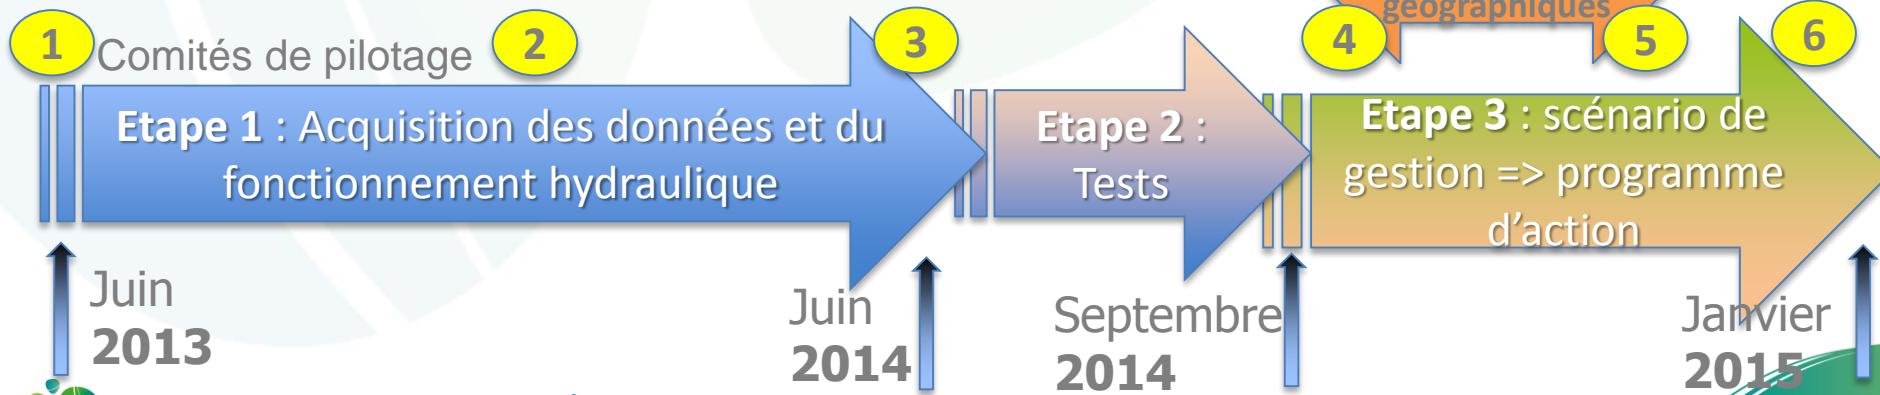 géographiques
1 Comités de pilotage 2 3 4 5 6
Etape 1 : Acquisition des données et du
fonctionnement hydraulique
Etape 2 :
Tests
Etape 3 : scénario de
gestion => programme
d'action
Juin
2013
Juin
2014
Septembre
2014
Janvier
2015